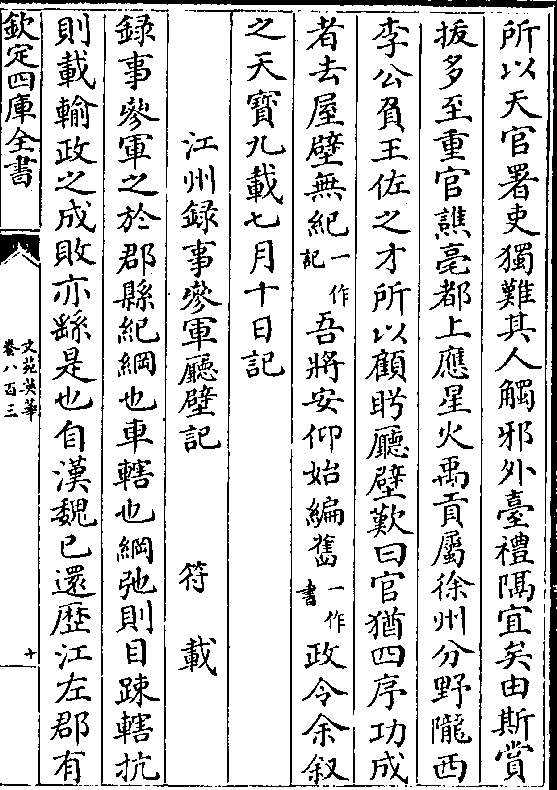 所以天官署吏獨難其人觸邪外臺禮隅宜矣由斯賞
拔多至重官譙亳都上應星火禹貢屬徐州分野隴西
李公負王佐之才所以顧眄廳壁歎曰官猶四序功成
者去屋壁無紀一作記吾將安仰始編舊一作書政令余叙
之天寶九載七月十日記
江州録事參軍廳壁記 符載
録事參軍之於郡縣紀綱也車轄也綱弛則目踈轄抗
則載輸政之成敗亦繇是也自漢魏已還歷江左郡有
欽定四庫全書
文苑英華
卷八百三
十